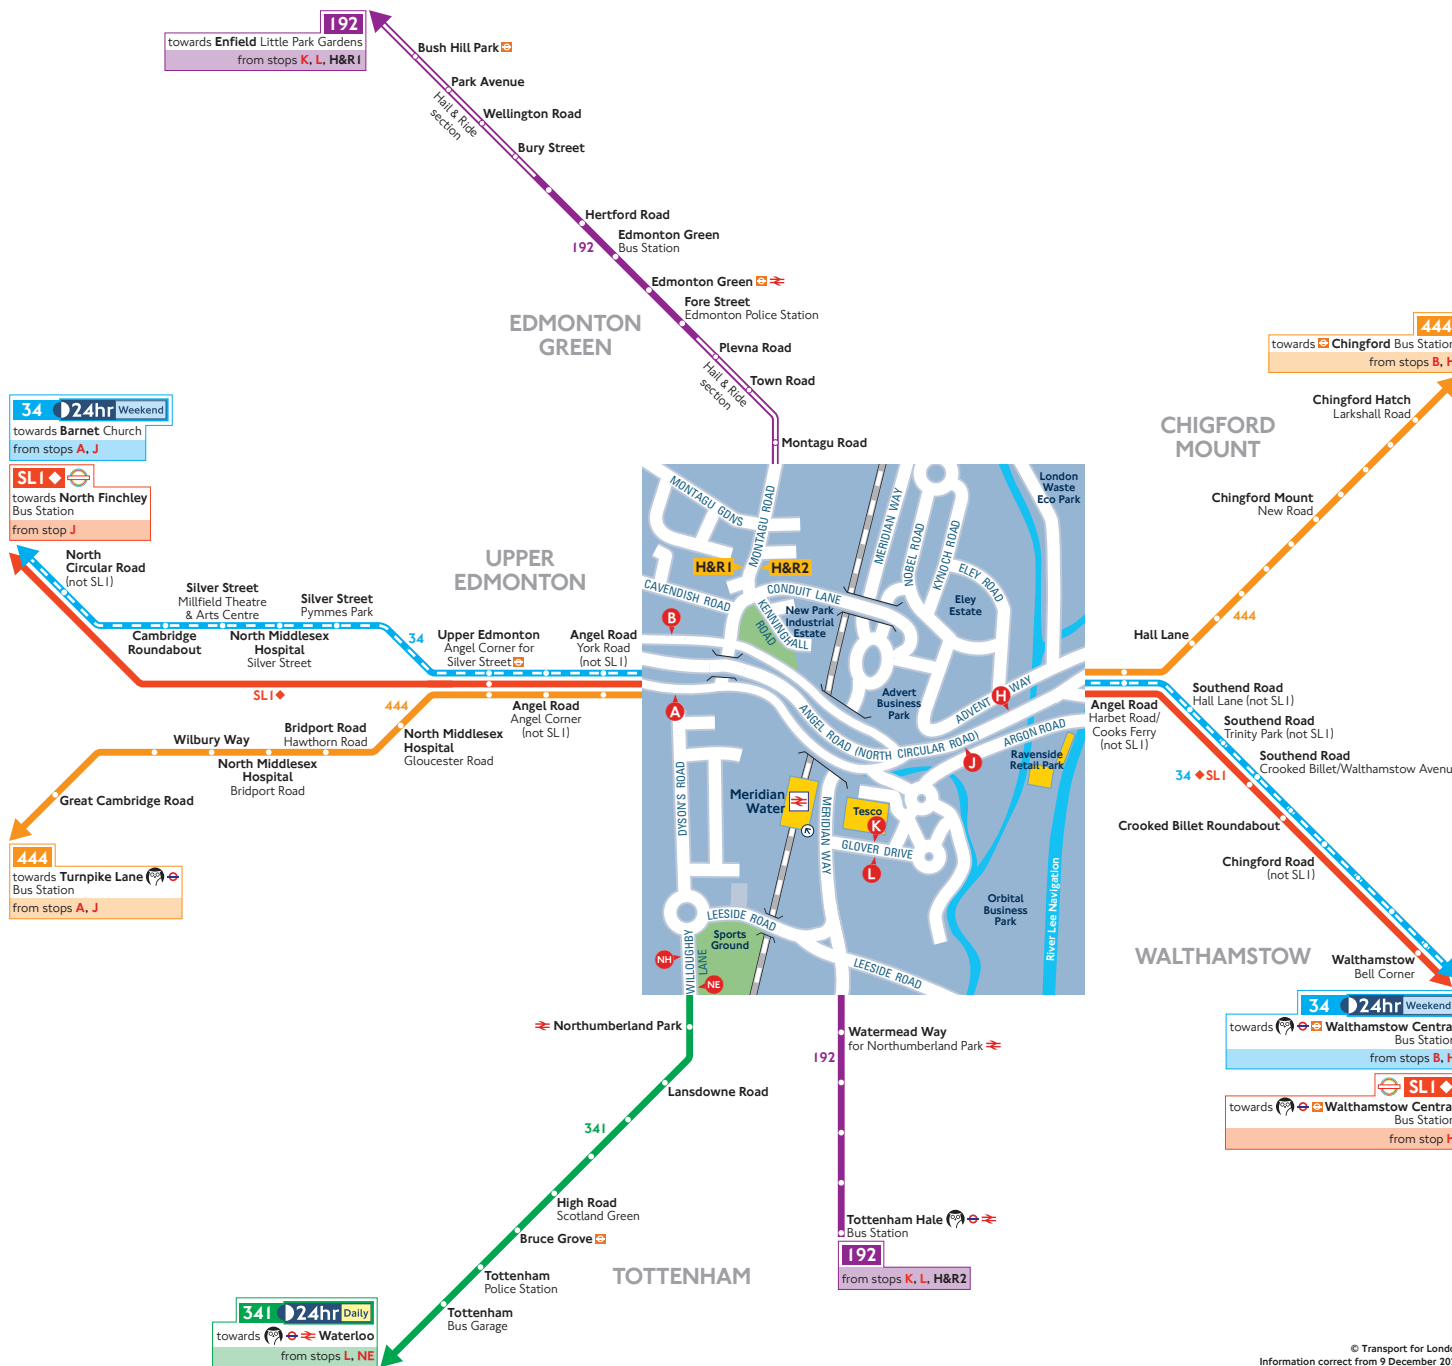 192
towards Enfield Little Park Gardens
from stops K, L, H&R1
Bush Hill Park
Park Avenue
Hail & Ride
section
Wellington Road
Bury Street
Hertford Road
192
Edmonton Green
Bus Station
Edmonton Green
Fore Street
Edmonton Police Station
EDMONTON
GREEN
Plevna Road
Hail & Ride
section
Town Road
Montagu Road
444
towards Chingford Bus Station
from stops B, H
Chingford Hatch
Larkshall Road
CHIGFORD
MOUNT
Chingford Mount
New Road
444
Hall Lane
34 24hr Weekend
towards Barnet Church
from stops A, J
SL1
towards North Finchley
Bus Station
from stop J
North
Circular Road
(not SL1)
Silver Street
Millfield Theatre
& Arts Centre
Silver Street
Pymmes Park
Cambridge
Roundabout
North Middlesex
Hospital
Silver Street
34
UPPER
EDMONTON
Upper Edmonton
Angel Corner for
Silver Street
Angel Road
York Road
(not SL1)
SL1
444
Angel Road
Angel Corner
(not SL1)
Bridport Road
Hawthorn Road
North Middlesex
Hospital
Gloucester Road
Wilbury Way
North Middlesex
Hospital
Bridport Road
Great Cambridge Road
444
towards Turnpike Lane
Bus Station
from stops A, J
MONTAGU GDNS
MONTAGU ROAD
H&R1
H&R2
CAVENDISH ROAD
CONDUIT LANE
KENNINGHALL
ROAD
New Park
Industrial
Estate
MERIDIAN WAY
NOBEL ROAD
KYNOCH ROAD
ELEY ROAD
Eley
Estate
London
Waste
Eco Park
B
A
H
J
Advert
Business
Park
ADVENT WAY
ANGEL ROAD (NORTH CIRCULAR ROAD)
ARGON ROAD
Ravenside
Retail Park
DYSON'S ROAD
Meridian
Water
MERIDIAN WAY
Tesco
K
GLOVER DRIVE
L
Orbital
Business
Park
River Lee Navigation
LEESIDE ROAD
Sports
Ground
WILLOUGHBY
LANE
NH
NE
LEESIDE ROAD
Angel Road
Harbet Road/
Cooks Ferry
(not SL1)
Southend Road
Hall Lane (not SL1)
Southend Road
Trinity Park (not SL1)
Southend Road
Crooked Billet/Walthamstow Avenu
34 SL1
Crooked Billet Roundabout
Chingford Road
(not SL1)
WALTHAMSTOW
Walthamstow
Bell Corner
34 24hr Weekend
towards Walthamstow Centra
Bus Station
from stops B, H
SL1
towards Walthamstow Centra
Bus Station
from stop H
Northumberland Park
Lansdowne Road
341
High Road
Scotland Green
Bruce Grove
Tottenham
Police Station
Tottenham
Bus Garage
TOTTENHAM
341 24hr Daily
towards Waterloo
from stops L, NE
Watermead Way
for Northumberland Park
192
Tottenham Hale
Bus Station
192
from stops K, L, H&R2
© Transport for Londo
Information correct from 9 December 20